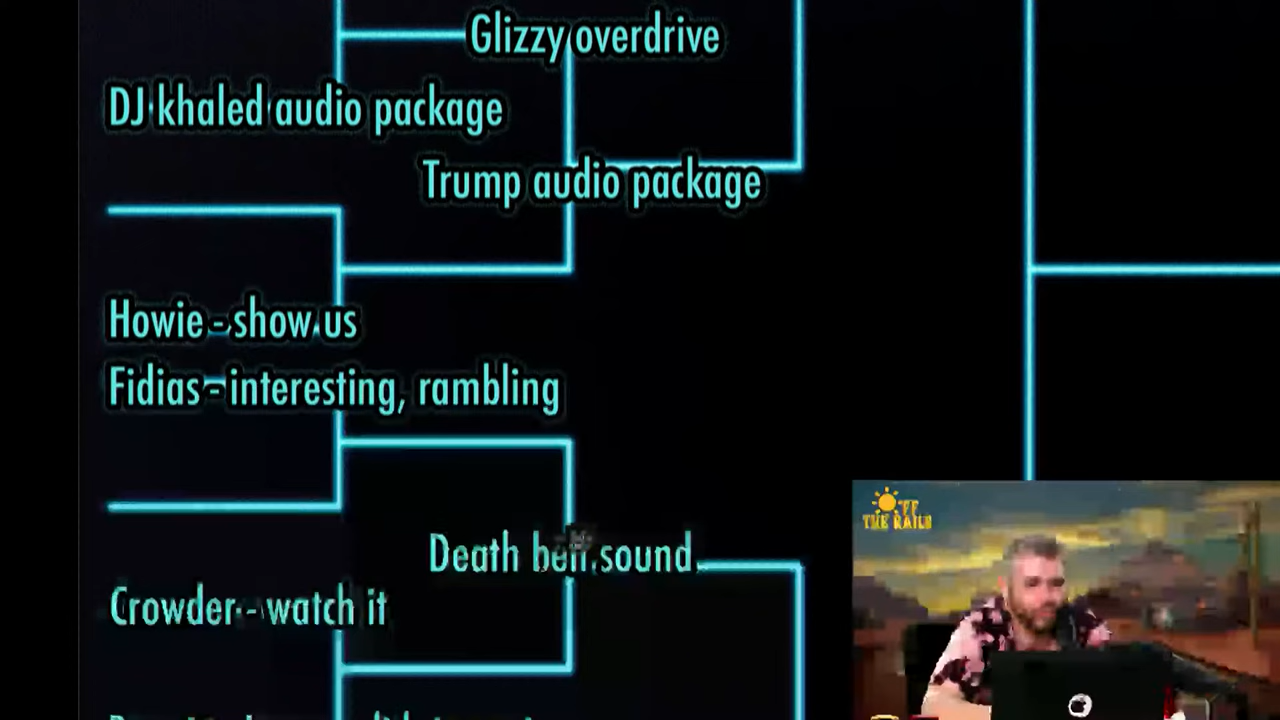 Glizzy overdrive
DJ khaled audio package
Trump audio package
Howie - show us
Fidias - interesting, rambling
Death bell sound
Crowder - watch it
THE RAILS